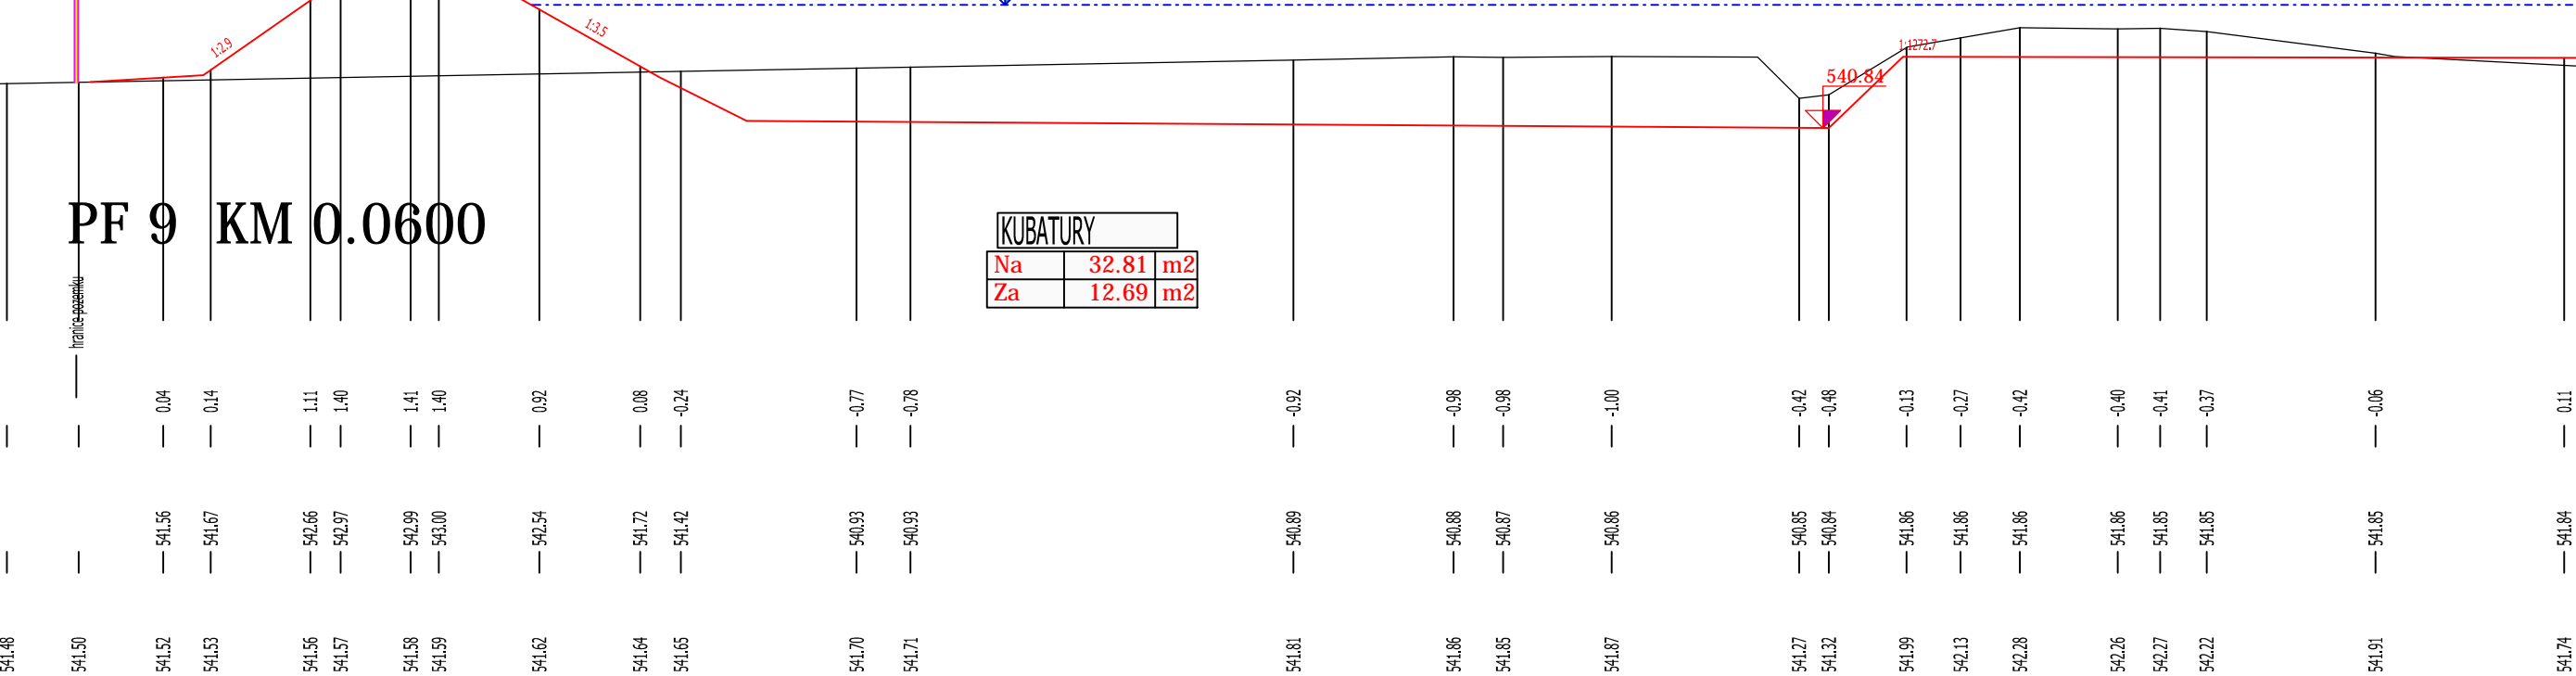 1:2.9
1:3.5
1:1272.7
540.84
PF 9 KM 0.0600
KUBATURY
Na 32.81 m2
Za 12.69 m2
hranice pozemku
0.04 0.14 1.11 1.40 1.41 1.40 0.92 0.08 -0.24 -0.77 -0.78 -0.92 -0.98 -0.98 -1.00 -0.42 -0.48 -0.13 -0.27 -0.42 -0.40 -0.41 -0.37 -0.06 0.11
541.56 541.67 542.66 542.97 542.99 543.00 542.54 541.72 541.42 540.93 540.93 540.89 540.88 540.87 540.86 540.85 540.84 541.86 541.86 541.86 541.86 541.85 541.85 541.85 541.84
541.48 541.50 541.52 541.53 541.56 541.57 541.58 541.59 541.62 541.64 541.65 541.70 541.71 541.81 541.86 541.85 541.87 541.27 541.32 541.99 542.13 542.28 542.26 542.27 542.22 541.91 541.74